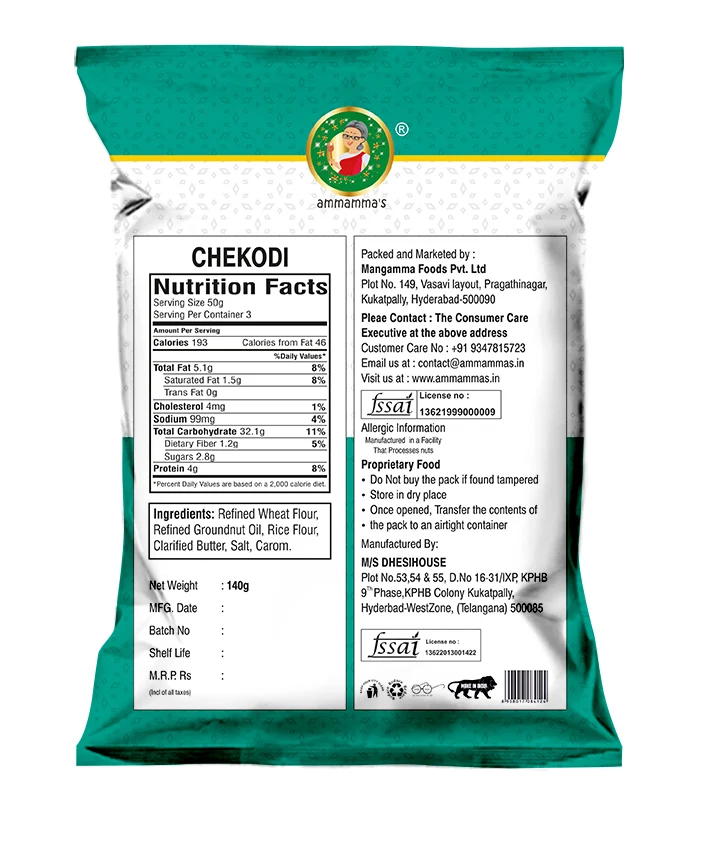 ®
ammamma's
CHEKODI
Nutrition Facts
Serving Size 50g
Serving Per Container 3
Amount Per Serving
Calories 193 Calories from Fat 46
%Daily Values*
Total Fat 5.1g 8%
Saturated Fat 1.5g 8%
Trans Fat 0g
Cholesterol 4mg 1%
Sodium 99mg 4%
Total Carbohydrate 32.1g 11%
Dietary Fiber 1.2g 5%
Sugars 2.8g
Protein 4g 8%
*Percent Daily Values are based on a 2,000 calorie diet.
Ingredients: Refined Wheat Flour,
Refined Groundnut Oil, Rice Flour,
Clarified Butter, Salt, Carom.
Net Weight : 140g
MFG. Date :
Batch No :
Shelf Life :
M.R.P. Rs :
(Incl of all taxes)
Packed and Marketed by :
Mangamma Foods Pvt. Ltd
Plot No. 149, Vasavi layout, Pragathinagar,
Kukatpally, Hyderabad-500090
Pleae Contact : The Consumer Care
Executive at the above address
Customer Care No : +91 9347815723
Email us at : contact@ammammas.in
Visit us at : www.ammammas.in
fssai License no :
13621999000009
Allergic Information
Manufactured in a Facility
That Processes nuts
Proprietary Food
• Do Not buy the pack if found tampered
• Store in dry place
• Once opened, Transfer the contents of
• the pack to an airtight container
Manufactured By:
M/S DHESIHOUSE
Plot No.53,54 & 55, D.No 16-31/IXP, KPHB
9Th Phase,KPHB Colony Kukatpally,
Hyderbad-WestZone, (Telangana) 500085
fssai License no :
13622013001422
MAKE IN INDIA